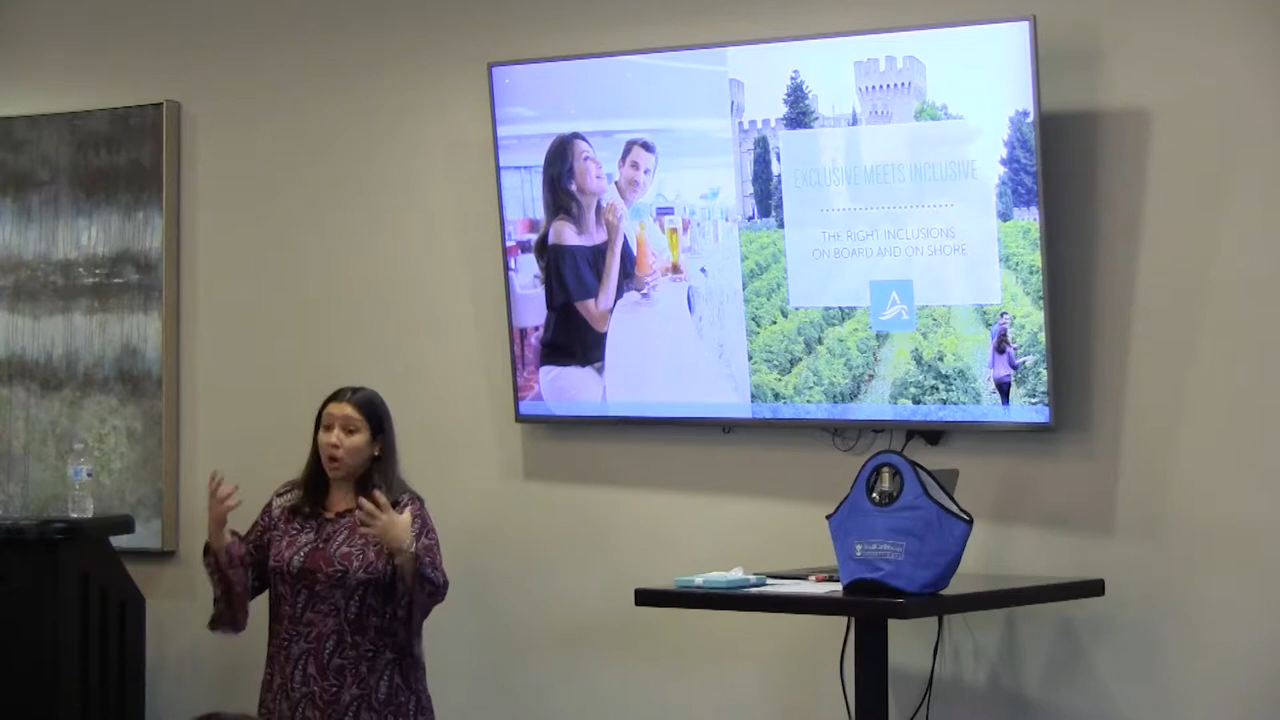 EXCLUSIVE MEETS INCLUSIVE
THE RIGHT INCLUSIONS
ON BOARD AND ON SHORE